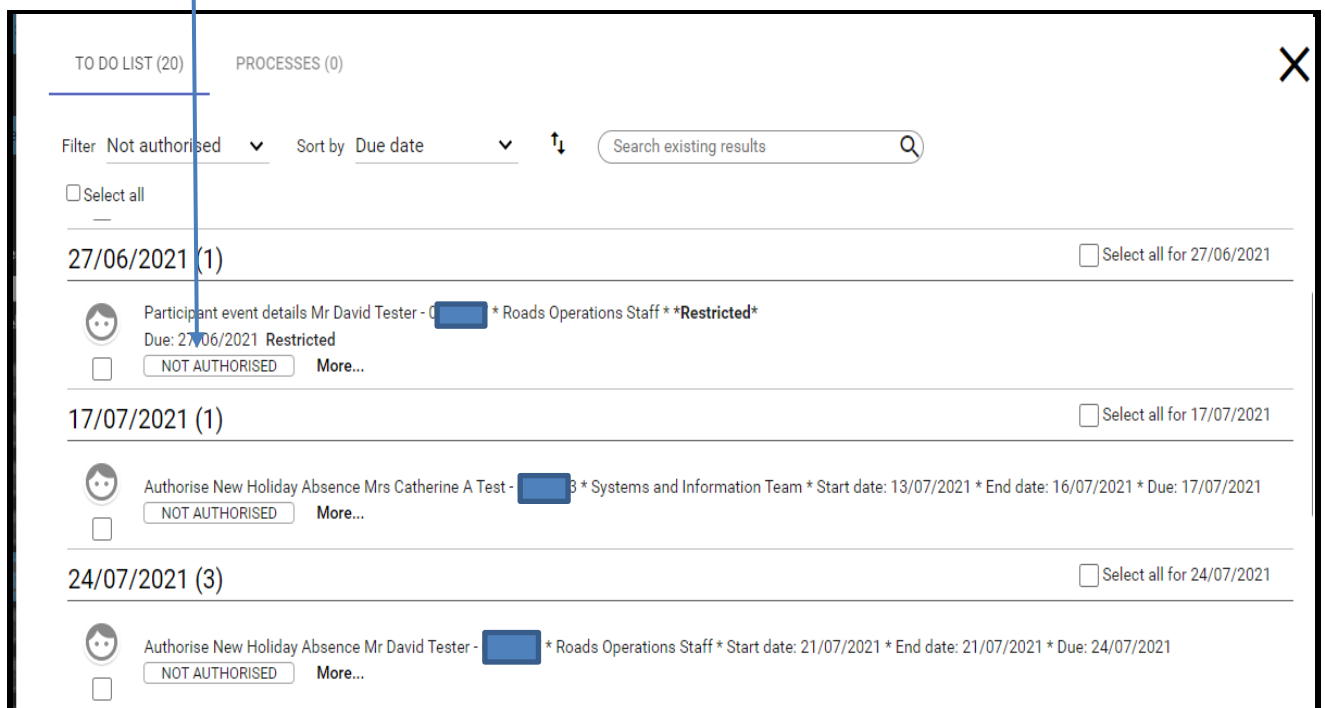 TO DO LIST (20) PROCESSES (0)
Filter Not authorised Sort by Due date Search existing results
Select all
27/06/2021 (1) Select all for 27/06/2021
Participant event details Mr David Tester - * Roads Operations Staff * *Restricted*
Due: 27/06/2021 Restricted
NOT AUTHORISED More...
17/07/2021 (1) Select all for 17/07/2021
Authorise New Holiday Absence Mrs Catherine A Test - 3 * Systems and Information Team * Start date: 13/07/2021 * End date: 16/07/2021 * Due: 17/07/2021
NOT AUTHORISED More...
24/07/2021 (3) Select all for 24/07/2021
Authorise New Holiday Absence Mr David Tester - * Roads Operations Staff * Start date: 21/07/2021 * End date: 21/07/2021 * Due: 24/07/2021
NOT AUTHORISED More...